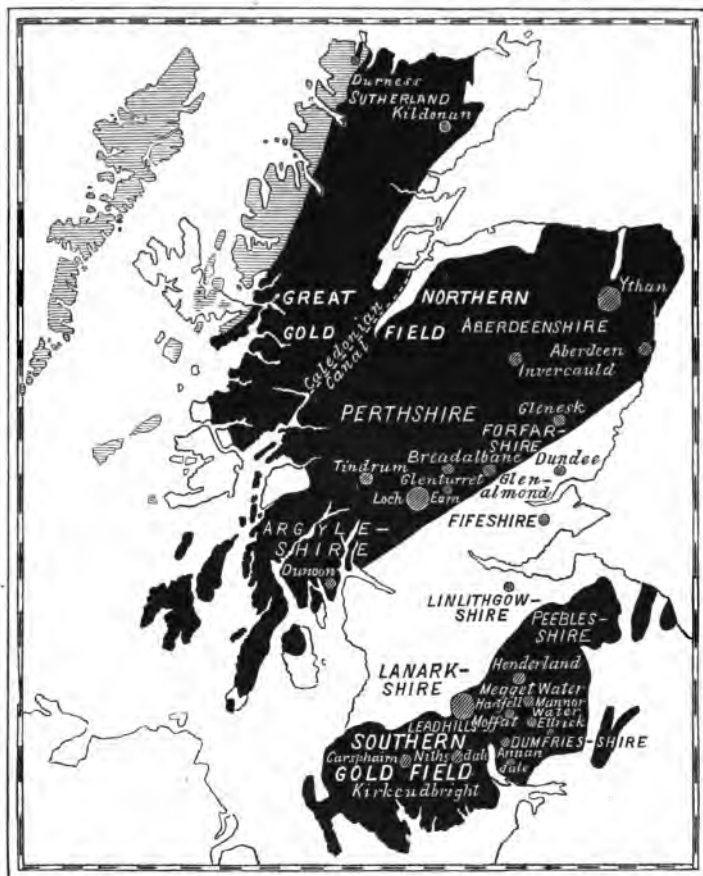 Durness
SUTHERLAND
Kildonan
GREAT NORTHERN
GOLD FIELD
Caledonian
Canal
Ythan
ABERDEENSHIRE
Aberdeen
Invercauld
PERTHSHIRE
Glenesk
FORFAR-
SHIRE
Breadalbane
Dundee
Tindrum
Glenturret
Glen-
almond
Loch Earn
FIFESHIRE
ARGYLE-
SHIRE
Dunoon
LINLITHGOW-
SHIRE
PEEBLES-
SHIRE
Henderland
LANARK-
SHIRE
Megget Water
Hartfell
Mannor
Water
LEADHILLS
Moffat
Ettrick
SOUTHERN
DUMFRIES-SHIRE
Carsphairn
Niths dale
Annan
dale
GOLD FIELD
Kirkcudbright